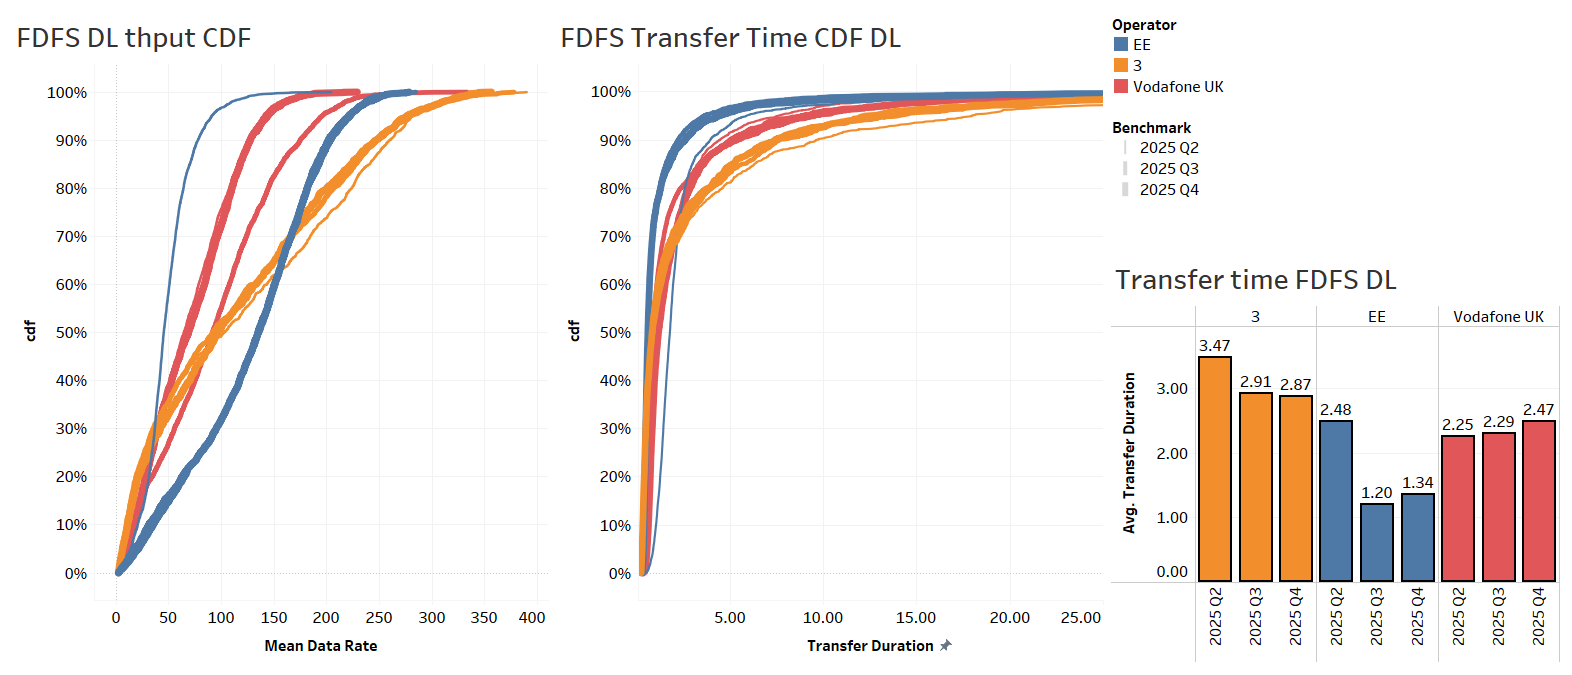 FDFS DL thput CDF
100%
90%
80%
70%
60%
50%
40%
30%
20%
10%
0%
cdf
0 50 100 150 200 250 300 350 400
Mean Data Rate
FDFS Transfer Time CDF DL
100%
90%
80%
70%
60%
50%
40%
30%
20%
10%
0%
cdf
5.00 10.00 15.00 20.00 25.00
Transfer Duration
Operator
EE
3
Vodafone UK
Benchmark
2025 Q2
2025 Q3
2025 Q4
Transfer time FDFS DL
3 EE Vodafone UK
3.47 2.91 2.87 2.48 1.20 1.34 2.25 2.29 2.47
3.00
2.00
1.00
0.00
Avg. Transfer Duration
2025 Q2 2025 Q3 2025 Q4 2025 Q2 2025 Q3 2025 Q4 2025 Q2 2025 Q3 2025 Q4